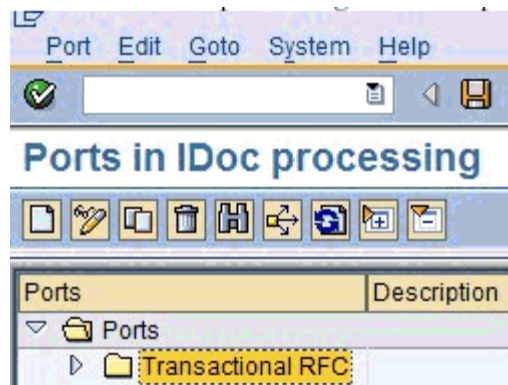 Port Edit Goto System Help
Ports in IDoc processing
Ports Description
Ports
Transactional RFC